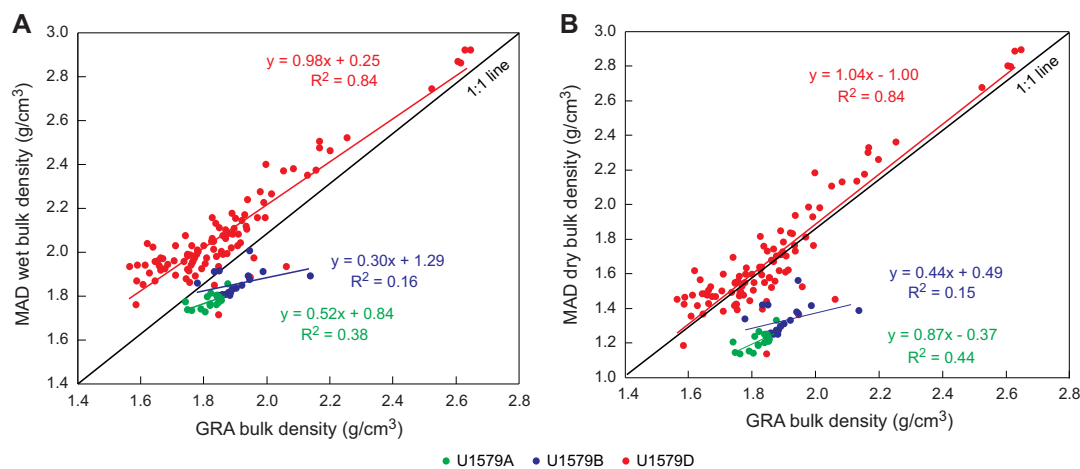 A
3.0
2.8
2.6
2.4
2.2
2.0
1.8
1.6
1.4
MAD wet bulk density (g/cm³)
y = 0.98x + 0.25
R² = 0.84
1:1 line
y = 0.30x + 1.29
R² = 0.16
y = 0.52x + 0.84
R² = 0.38
1.4 1.6 1.8 2.0 2.2 2.4 2.6 2.8
GRA bulk density (g/cm³)
B
3.0
2.8
2.6
2.4
2.2
2.0
1.8
1.6
1.4
1.2
1.0
MAD dry bulk density (g/cm³)
y = 1.04x - 1.00
R² = 0.84
1:1 line
y = 0.44x + 0.49
R² = 0.15
y = 0.87x - 0.37
R² = 0.44
1.4 1.6 1.8 2.0 2.2 2.4 2.6 2.8
GRA bulk density (g/cm³)
U1579A U1579B U1579D